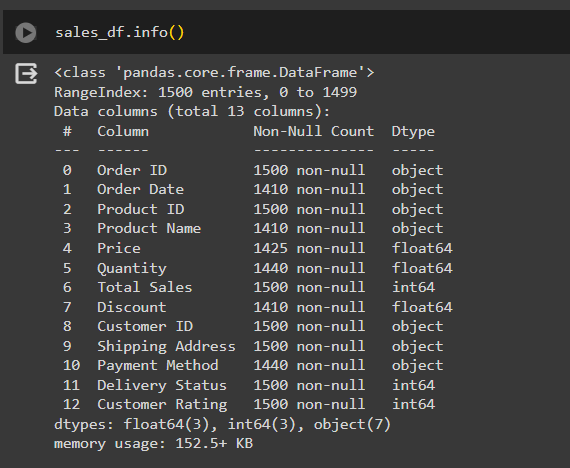 sales_df.info()
<class 'pandas.core.frame.DataFrame'>
RangeIndex: 1500 entries, 0 to 1499
Data columns (total 13 columns):
 #   Column            Non-Null Count  Dtype
---  ------            --------------  -----
 0   Order ID          1500 non-null   object
 1   Order Date        1410 non-null   object
 2   Product ID        1500 non-null   object
 3   Product Name      1410 non-null   object
 4   Price             1425 non-null   float64
 5   Quantity          1440 non-null   float64
 6   Total Sales       1500 non-null   int64
 7   Discount          1410 non-null   float64
 8   Customer ID       1500 non-null   object
 9   Shipping Address  1500 non-null   object
 10  Payment Method    1440 non-null   object
 11  Delivery Status   1500 non-null   int64
 12  Customer Rating   1500 non-null   int64
dtypes: float64(3), int64(3), object(7)
memory usage: 152.5+ KB